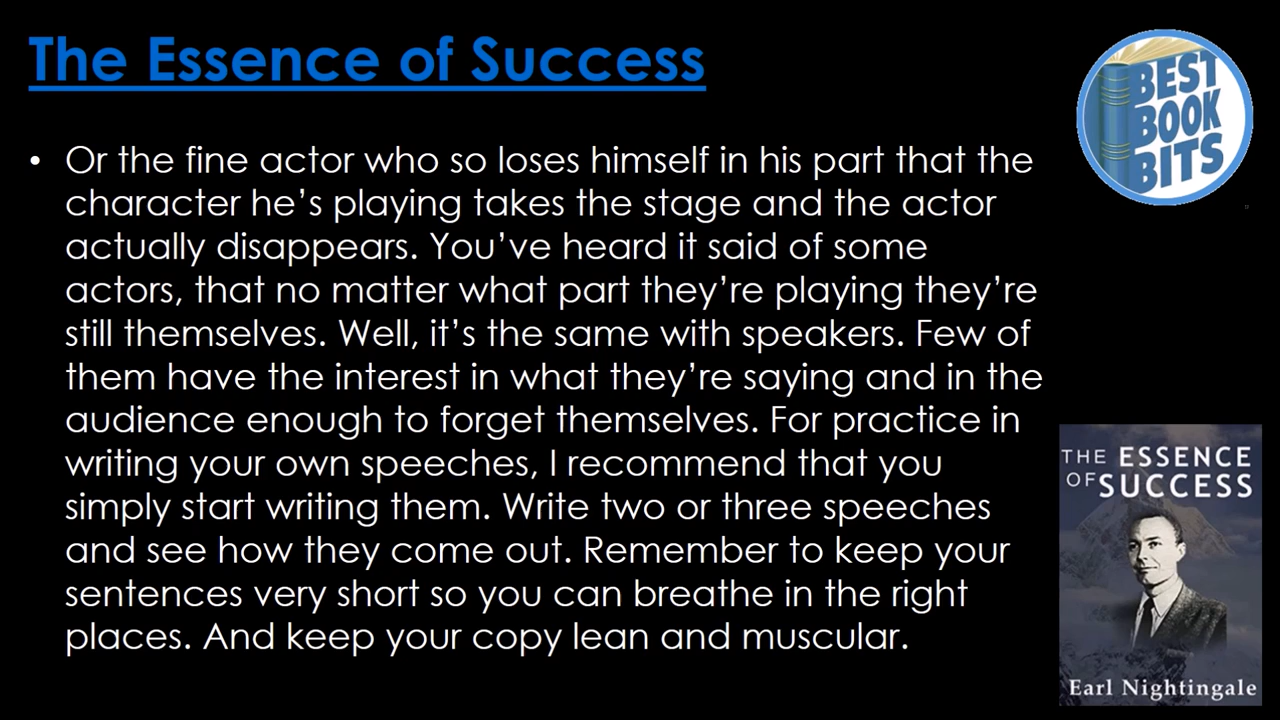 The Essence of Success
BEST
BOOK
BITS
• Or the fine actor who so loses himself in his part that the
character he’s playing takes the stage and the actor
actually disappears. You’ve heard it said of some
actors, that no matter what part they’re playing they’re
still themselves. Well, it’s the same with speakers. Few of
them have the interest in what they’re saying and in the
audience enough to forget themselves. For practice in
writing your own speeches, I recommend that you
simply start writing them. Write two or three speeches
and see how they come out. Remember to keep your
sentences very short so you can breathe in the right
places. And keep your copy lean and muscular.
THE ESSENCE
OF SUCCESS
Earl Nightingale